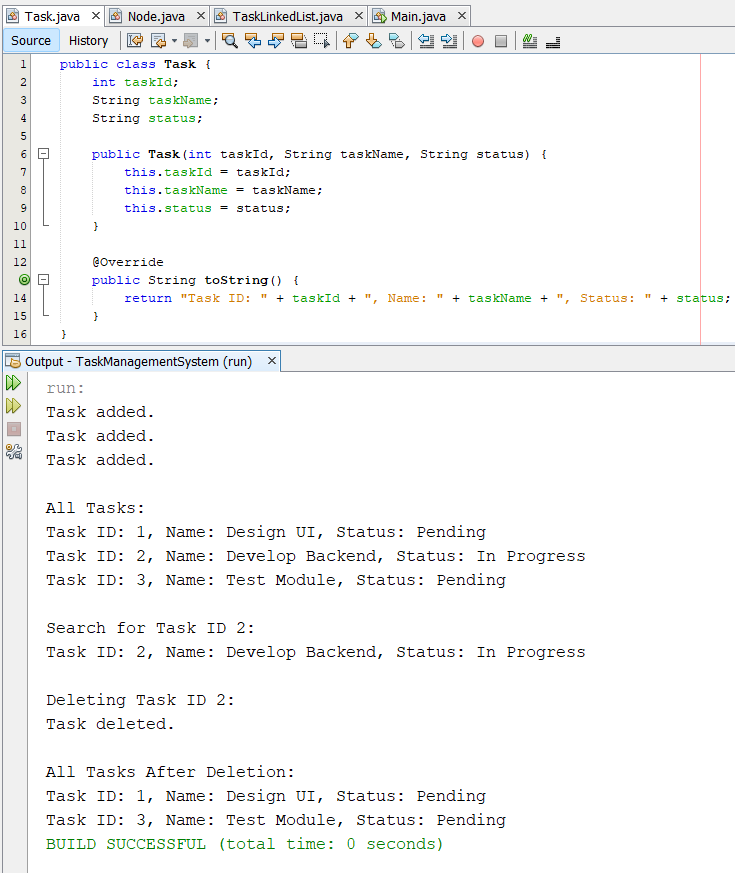 Task.java Node.java TaskLinkedList.java Main.java
Source History
1 public class Task {
2     int taskId;
3     String taskName;
4     String status;
5
6     public Task(int taskId, String taskName, String status) {
7         this.taskId = taskId;
8         this.taskName = taskName;
9         this.status = status;
10     }
11
12     @Override
public String toString() {
14         return "Task ID: " + taskId + ", Name: " + taskName + ", Status: " + status;
15     }
16 }
Output - TaskManagementSystem (run)
run:
Task added.
Task added.
Task added.
All Tasks:
Task ID: 1, Name: Design UI, Status: Pending
Task ID: 2, Name: Develop Backend, Status: In Progress
Task ID: 3, Name: Test Module, Status: Pending
Search for Task ID 2:
Task ID: 2, Name: Develop Backend, Status: In Progress
Deleting Task ID 2:
Task deleted.
All Tasks After Deletion:
Task ID: 1, Name: Design UI, Status: Pending
Task ID: 3, Name: Test Module, Status: Pending
BUILD SUCCESSFUL (total time: 0 seconds)